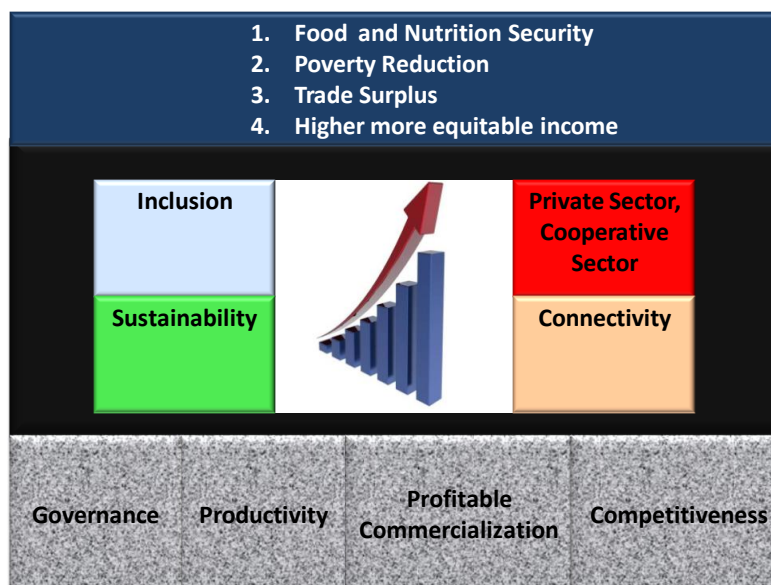 1. Food and Nutrition Security
2. Poverty Reduction
3. Trade Surplus
4. Higher more equitable income
Inclusion
Private Sector,
Cooperative
Sector
Sustainability
Connectivity
Governance
Productivity
Profitable
Commercialization
Competitiveness